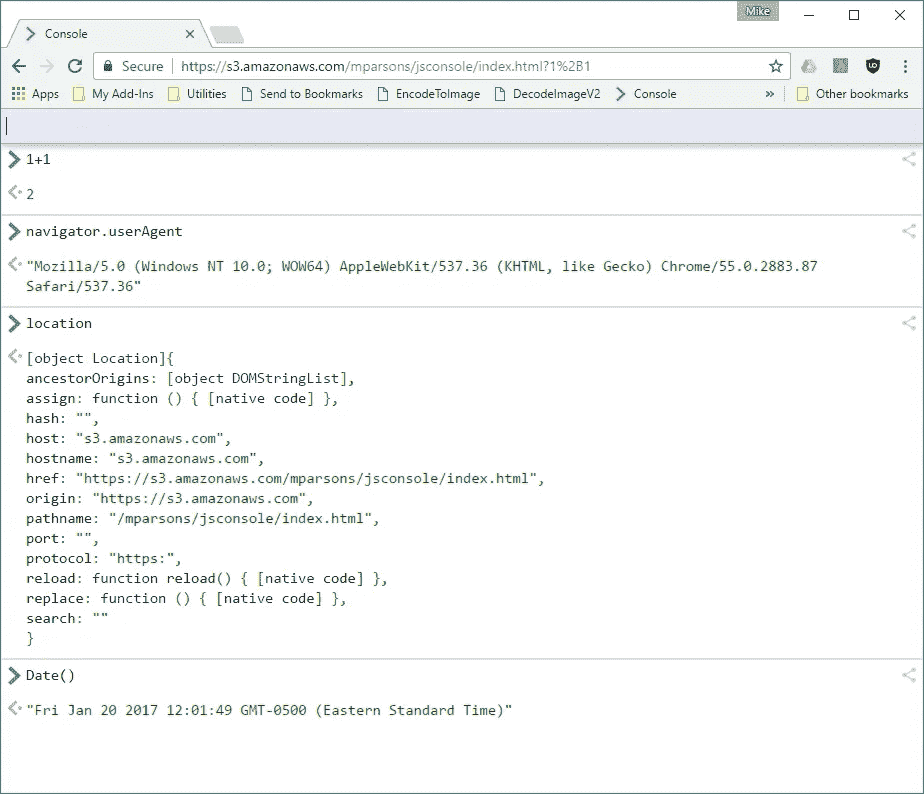 Mike
Console
Secure https://s3.amazonaws.com/mparsons/jsconsole/index.html?1%2B1
Apps My Add-Ins Utilities Send to Bookmarks EncodeToImage DecodeImageV2 Console » Other bookmarks
1+1
2
navigator.userAgent
"Mozilla/5.0 (Windows NT 10.0; WOW64) AppleWebKit/537.36 (KHTML, like Gecko) Chrome/55.0.2883.87
Safari/537.36"
location
[object Location]{
ancestorOrigins: [object DOMStringList],
assign: function () { [native code] },
hash: "",
host: "s3.amazonaws.com",
hostname: "s3.amazonaws.com",
href: "https://s3.amazonaws.com/mparsons/jsconsole/index.html",
origin: "https://s3.amazonaws.com",
pathname: "/mparsons/jsconsole/index.html",
port: "",
protocol: "https:",
reload: function reload() { [native code] },
replace: function () { [native code] },
search: ""
}
Date()
"Fri Jan 20 2017 12:01:49 GMT-0500 (Eastern Standard Time)"